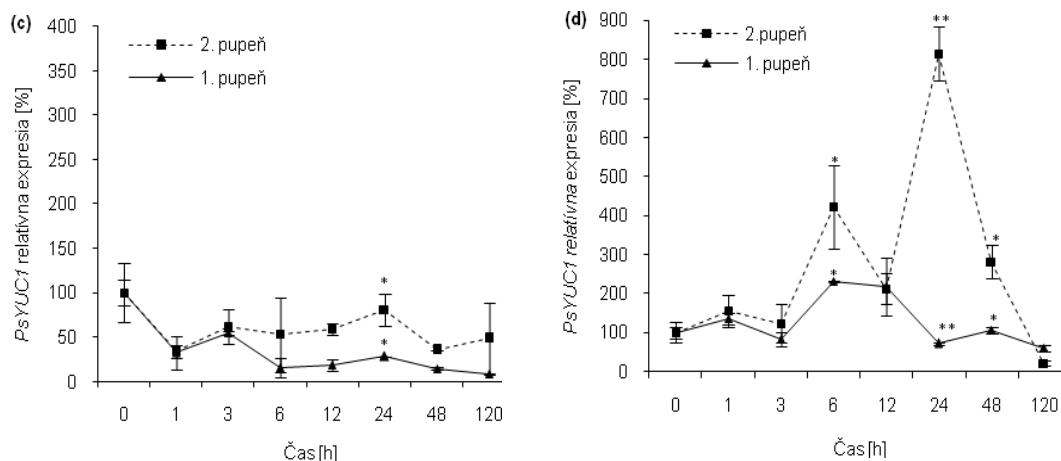 (c)
PsYUC1 relatívna expresia [%]
400
350
300
250
200
150
100
50
0
2. pupeň
1. pupeň
*
*
0 1 3 6 12 24 48 120
Čas [h]
(d)
PsYUC1 relatívna expresia [%]
900
800
700
600
500
400
300
200
100
0
2.pupeň
1. pupeň
**
*
*
*
**
*
0 1 3 6 12 24 48 120
Čas [h]